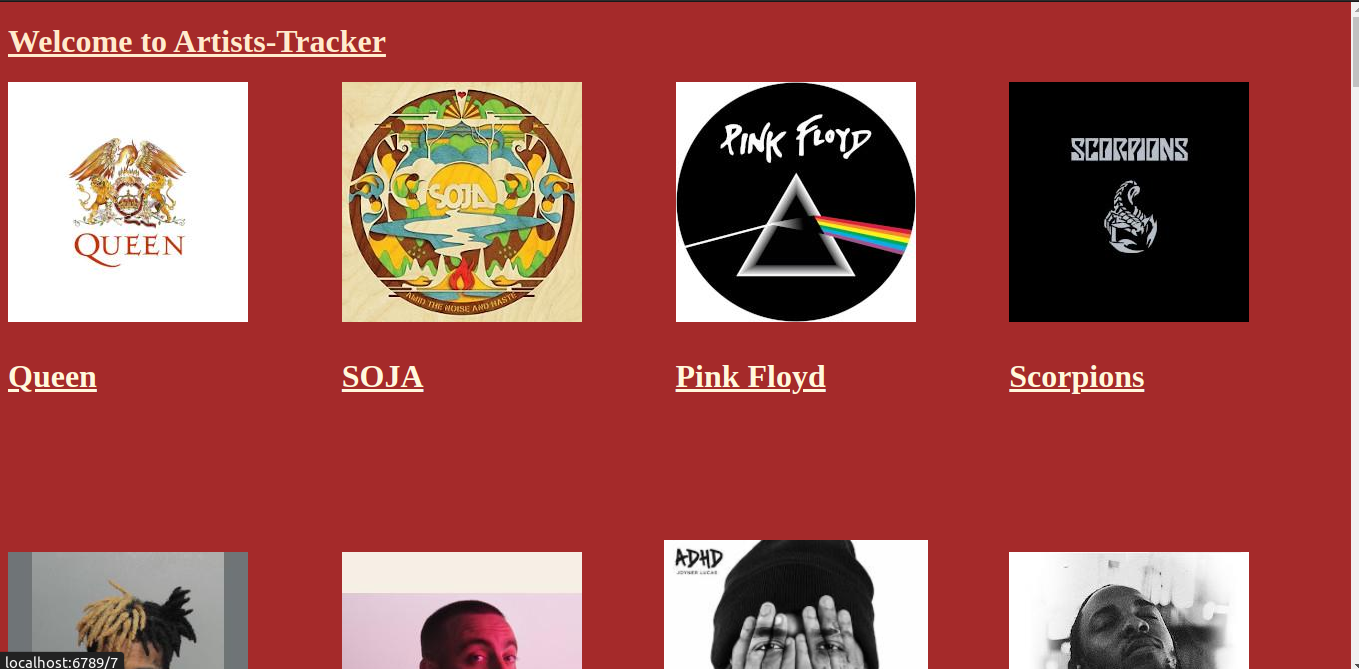 Welcome to Artists-Tracker
QUEEN
SOJA
AMID THE NOISE AND HASTE
PINK FLOYD
SCORPIONS
Queen
SOJA
Pink Floyd
Scorpions
ADHD
JOYNER LUCAS
localhost:6789/7